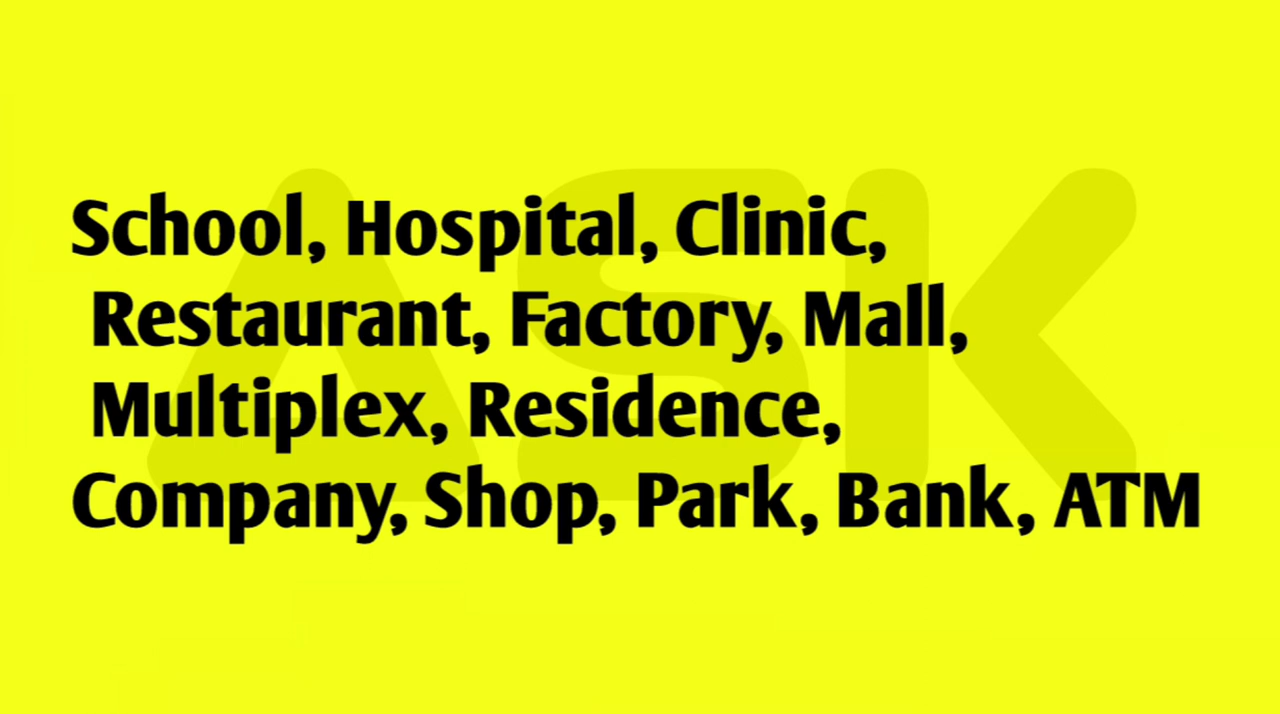 ASK
School, Hospital, Clinic,
Restaurant, Factory, Mall,
Multiplex, Residence,
Company, Shop, Park, Bank, ATM